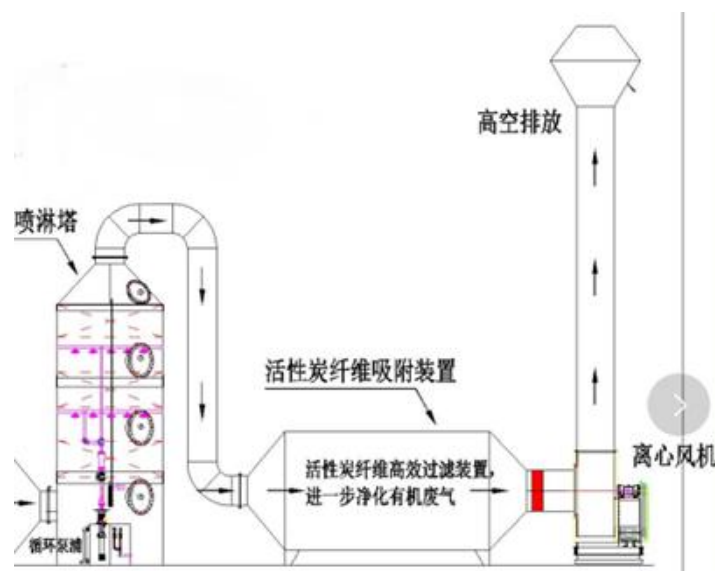 高空排放
喷淋塔
活性炭纤维吸附装置
离心风机
活性炭纤维高效过滤装置，
进一步净化有机废气
循环泵浦